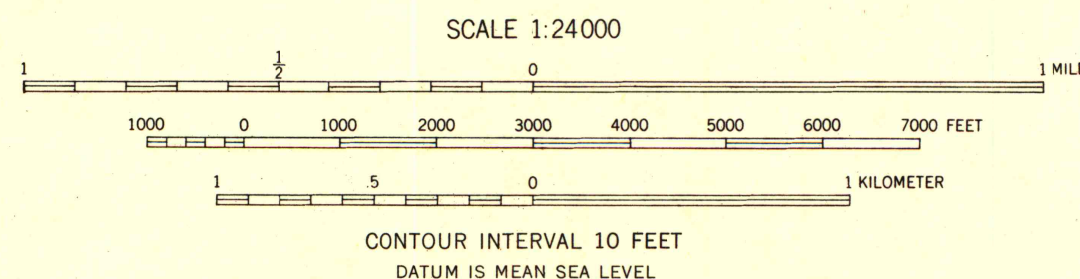 SCALE 1:24000
1 1/2 0 1 MILE
1000 0 1000 2000 3000 4000 5000 6000 7000 FEET
1 .5 0 1 KILOMETER
CONTOUR INTERVAL 10 FEET
DATUM IS MEAN SEA LEVEL